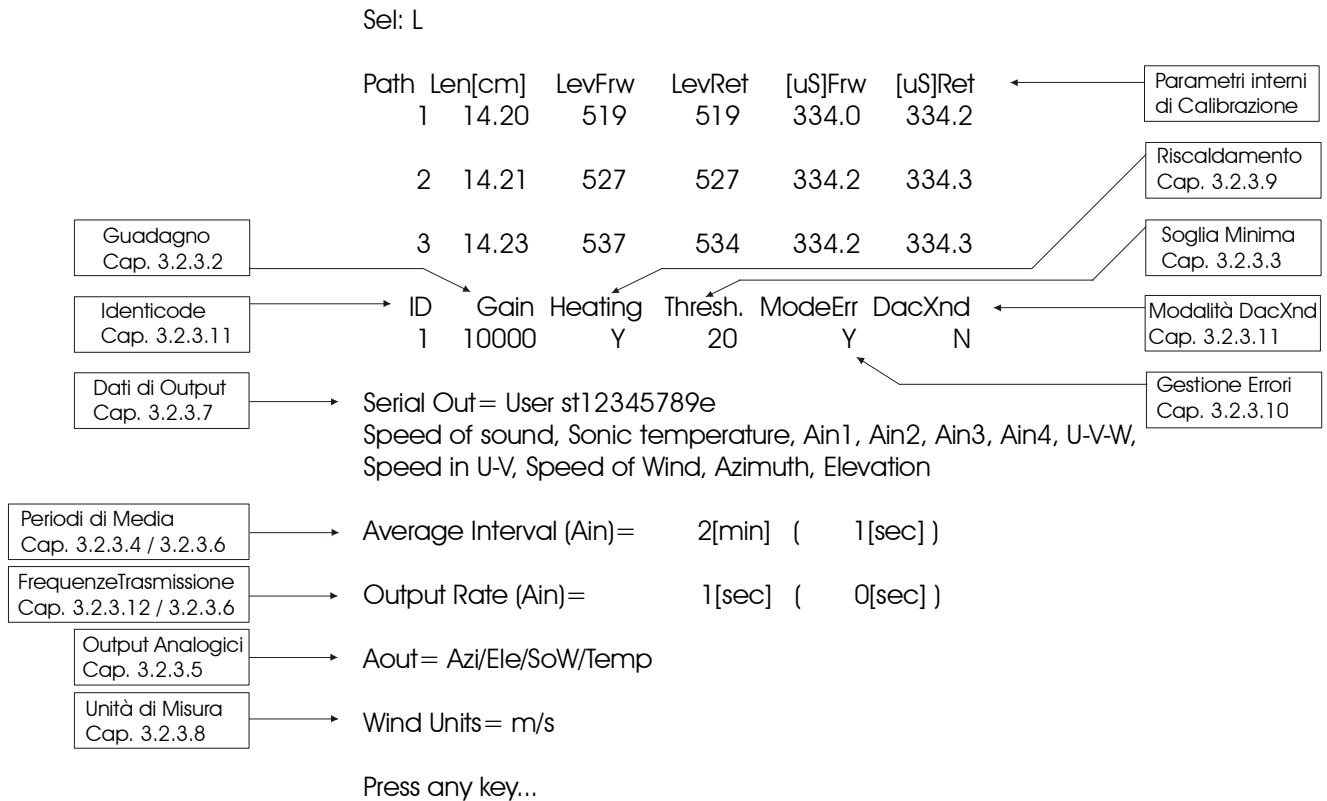 Sel: L
Path Len[cm] LevFrw LevRet [uS]Frw [uS]Ret
1 14.20 519 519 334.0 334.2
Parametri interni
di Calibrazione
2 14.21 527 527 334.2 334.3
Riscaldamento
Cap. 3.2.3.9
3 14.23 537 534 334.2 334.3
Guadagno
Cap. 3.2.3.2
Soglia Minima
Cap. 3.2.3.3
ID Gain Heating Thresh. ModeErr DacXnd
1 10000 Y 20 Y N
Identicode
Cap. 3.2.3.11
Modalità DacXnd
Cap. 3.2.3.11
Dati di Output
Cap. 3.2.3.7
Gestione Errori
Cap. 3.2.3.10
Serial Out= User st12345789e
Speed of sound, Sonic temperature, Ain1, Ain2, Ain3, Ain4, U-V-W,
Speed in U-V, Speed of Wind, Azimuth, Elevation
Periodi di Media
Cap. 3.2.3.4 / 3.2.3.6
Average Interval (Ain)= 2[min] ( 1[sec] )
FrequenzeTrasmissione
Cap. 3.2.3.12 / 3.2.3.6
Output Rate (Ain)= 1[sec] ( 0[sec] )
Output Analogici
Cap. 3.2.3.5
Aout= Azi/Ele/SoW/Temp
Unità di Misura
Cap. 3.2.3.8
Wind Units= m/s
Press any key...